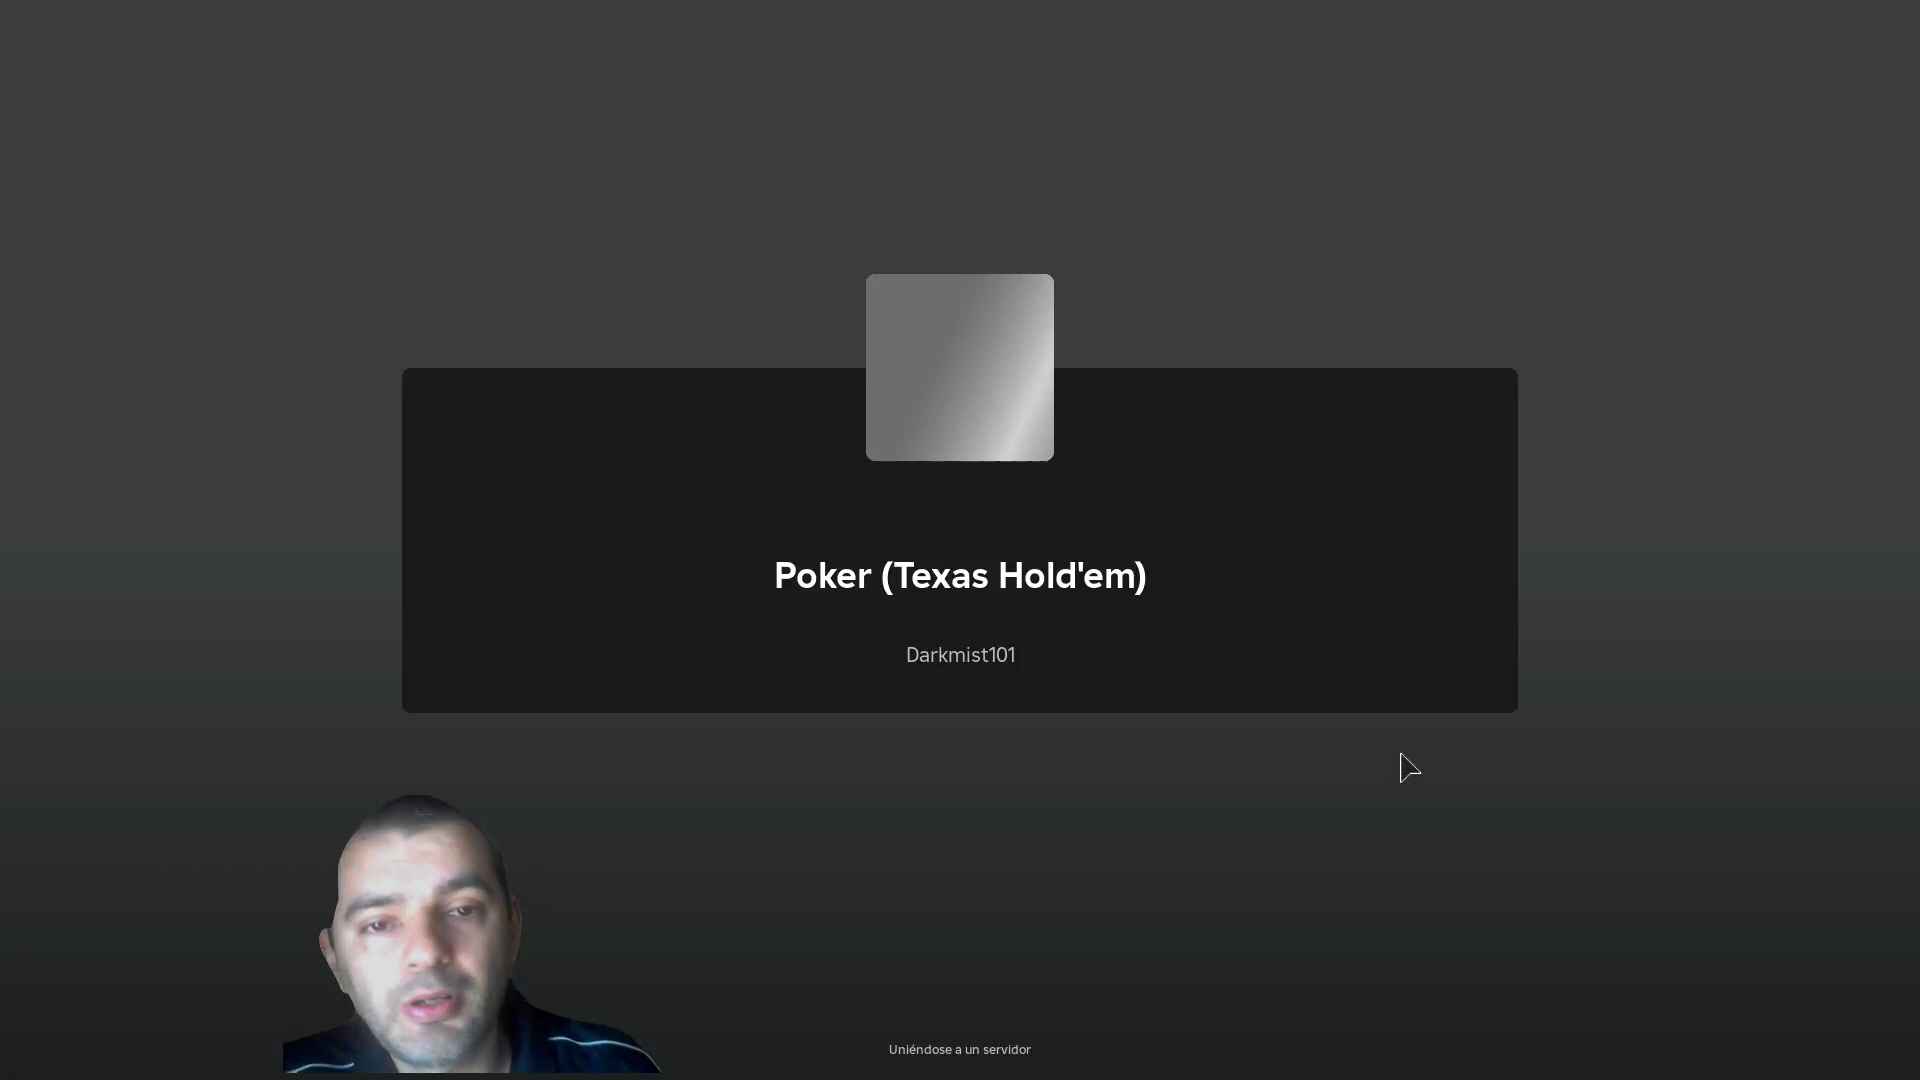 Poker (Texas Hold'em)
Darkmist101
Uniéndose a un servidor